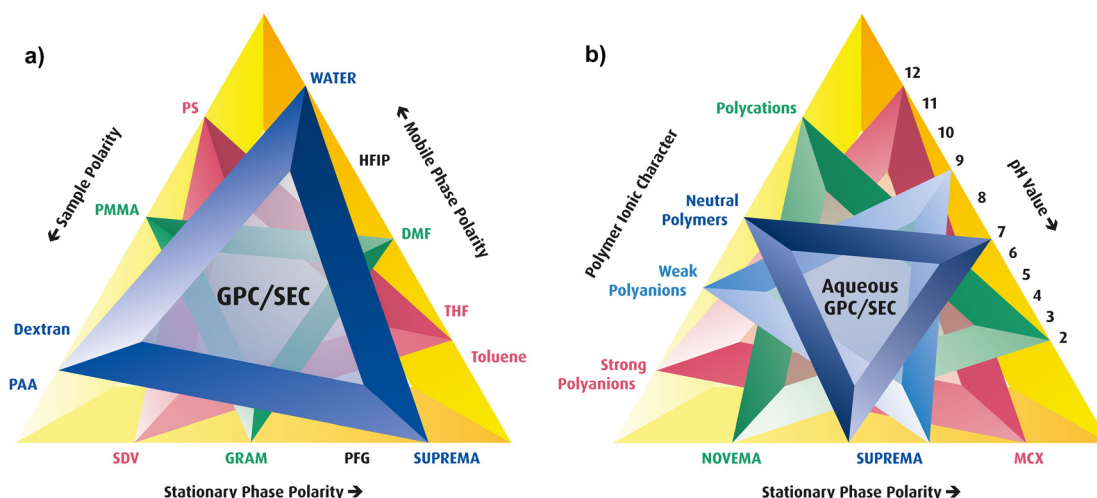 a)
WATER
PS
← Sample Polarity
← Mobile Phase Polarity
HFIP
PMMA
DMF
GPC/SEC
Dextran
THF
Toluene
PAA
SDV
GRAM
PFG
SUPREMA
Stationary Phase Polarity →
b)
12
Polycations
11
10
9
Polymer Ionic Character
pH Value →
8
Neutral
Polymers
7
6
Weak
Polyanions
5
Aqueous
GPC/SEC
4
3
2
Strong
Polyanions
NOVEMA
SUPREMA
MCX
Stationary Phase Polarity →